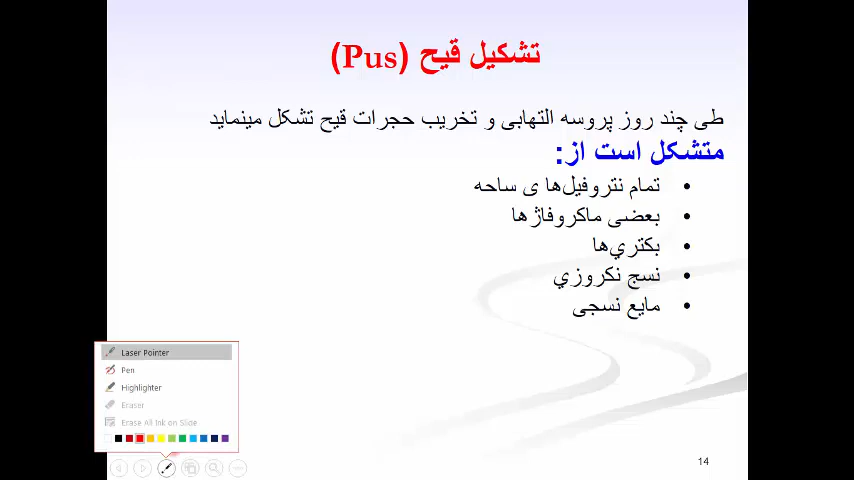 تشکیل قیح (Pus)
طی چند روز پروسه التهابی و تخریب حجرات قیح تشکل مینماید
متشکل است از:
• تمام نتروفیل‌ها ی ساحه
• بعضی ماکروفاژها
• بکتري‌ها
• نسج نکروزي
• مایع نسجی
Laser Pointer
Pen
Highlighter
Eraser
Erase All Ink on Slide
14